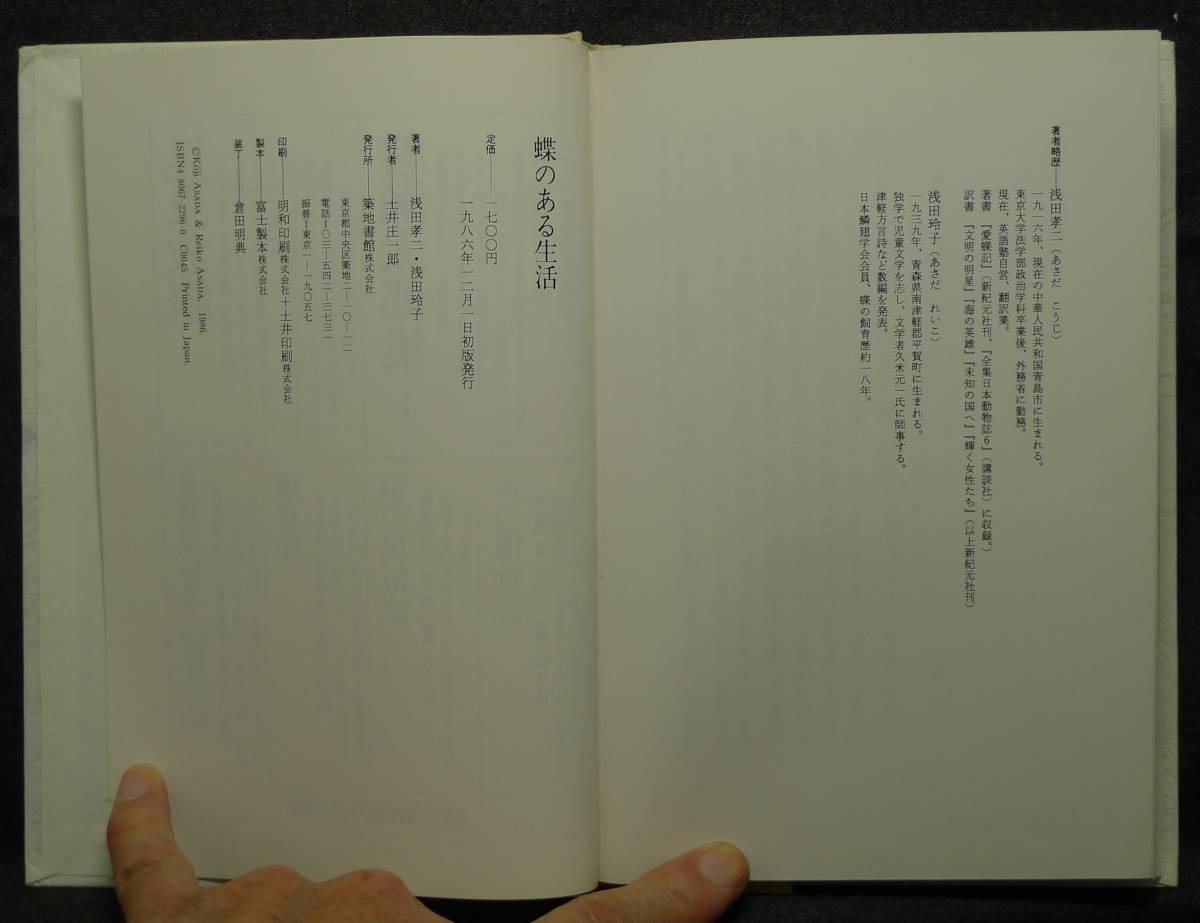 著者略歴――浅田孝二（あさだ　こうじ）
一九一六年、現在の中華人民共和国青島市に生まれる。
東京大学法学部政治学科卒業後、外務省に勤務。
現在、英語塾自営、翻訳業。
著書　『愛蝶記』（新紀元社刊、『全集日本動物誌6』（講談社）に収録。）
訳書　『文明の明星』『海の英雄』『未知の国へ』『輝く女性たち』（以上新紀元社刊）
浅田玲子（あさだ　れいこ）
一九三九年、青森県南津軽郡平賀町に生まれる。
独学で児童文学を志し、文学者久米元一氏に師事する。
津軽方言詩など数編を発表。
日本鱗翅学会会員、蝶の飼育歴約一八年。
蝶のある生活
定価――一七〇〇円
一九八六年一二月一日初版発行
著者――浅田孝二・浅田玲子
発行者――土井庄一郎
発行所――築地書館株式会社
東京都中央区築地二―一〇―一二
電話＝〇三―五四二―三七三一
振替＝東京一―一九〇五七
印刷――明和印刷株式会社＋土井印刷株式会社
製本――富士製本株式会社
装丁――倉田明典
©Kōji ASADA & Reiko ASADA, 1986.
ISBN4 8067-2296-0 C0045 Printed in Japan.